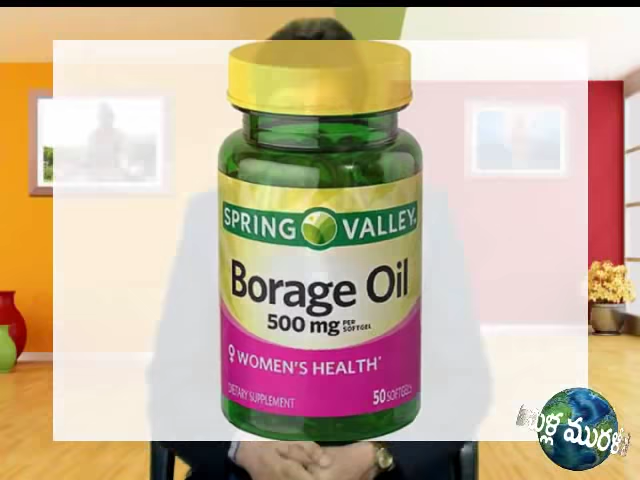 SPRING VALLEY®
Borage Oil
500 mg PER SOFTGEL
♀ WOMEN'S HEALTH*
DIETARY SUPPLEMENT
50 SOFTGELS